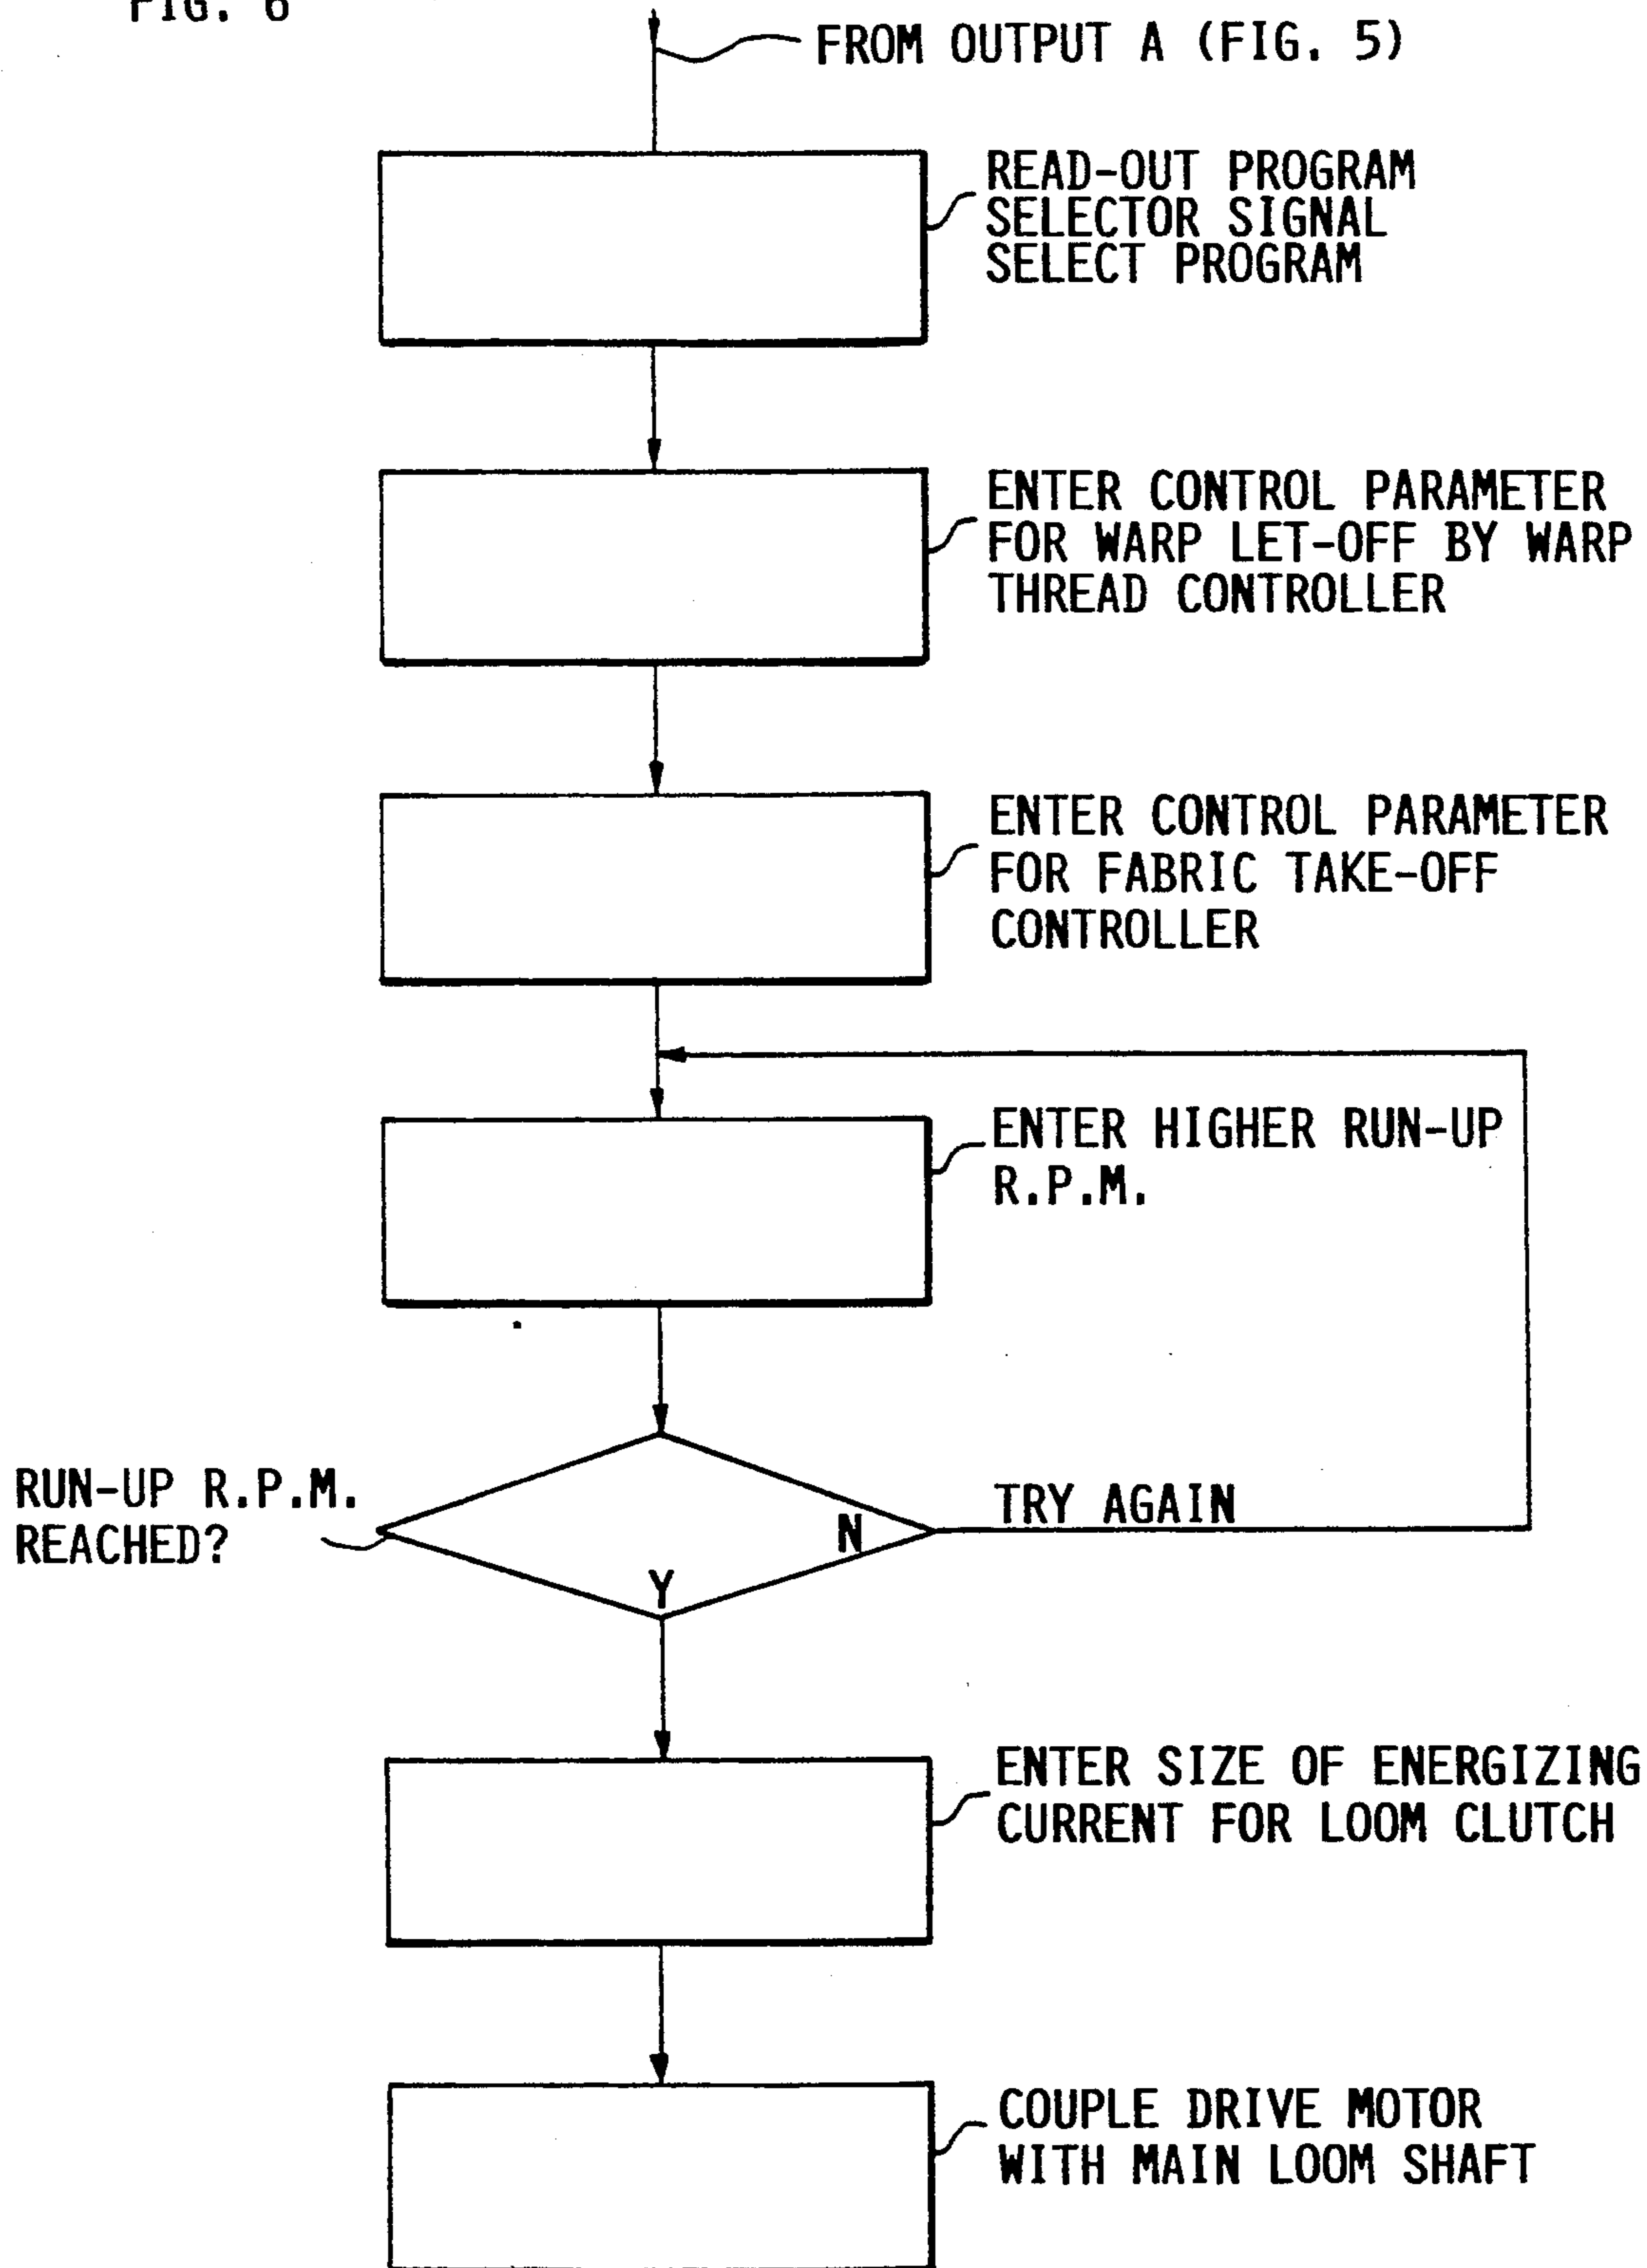 FIG. 6
FROM OUTPUT A (FIG. 5)
READ-OUT PROGRAM
SELECTOR SIGNAL
SELECT PROGRAM
ENTER CONTROL PARAMETER
FOR WARP LET-OFF BY WARP
THREAD CONTROLLER
ENTER CONTROL PARAMETER
FOR FABRIC TAKE-OFF
CONTROLLER
ENTER HIGHER RUN-UP
R.P.M.
RUN-UP R.P.M.
REACHED?
N
TRY AGAIN
Y
ENTER SIZE OF ENERGIZING
CURRENT FOR LOOM CLUTCH
COUPLE DRIVE MOTOR
WITH MAIN LOOM SHAFT